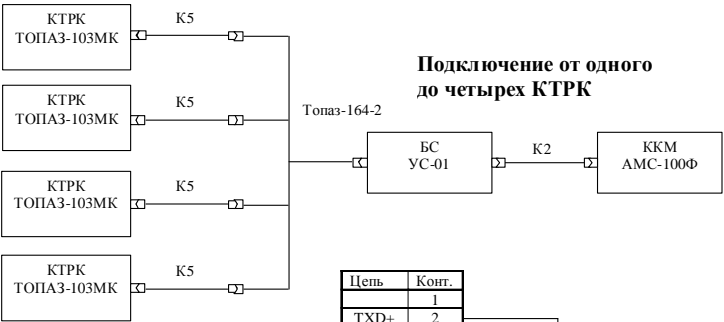 КТРК
ТОПАЗ-103МК
К5
Подключение от одного
до четырех КТРК
КТРК
ТОПАЗ-103МК
К5
Топаз-164-2
БС
УС-01
К2
ККМ
АМС-100Ф
КТРК
ТОПАЗ-103МК
К5
КТРК
ТОПАЗ-103МК
К5
Цепь Конт.
1
TXD+ 2